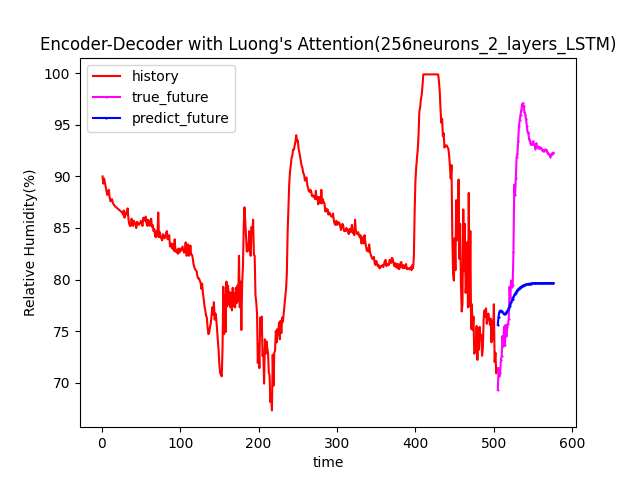 Encoder-Decoder with Luong's Attention(256neurons_2_layers_LSTM)
history
true_future
predict_future
Relative Humidity(%)
100
95
90
85
80
75
70
0 100 200 300 400 500 600
time